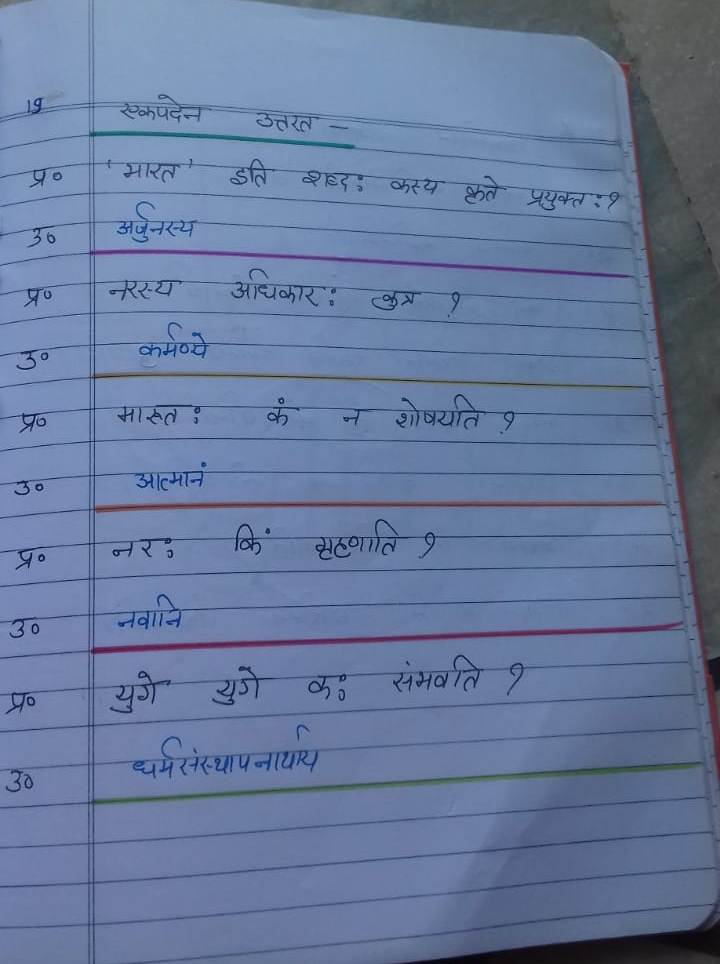 19 एकपदेन उत्तरत –
प्र० 'भारत' इति शब्दः कस्य कृते प्रयुक्तः?
उ० अर्जुनस्य
प्र० नरस्य अधिकारः कुत्र ?
उ० कर्मण्ये
प्र० मारुतः कं न शोषयति ?
उ० आत्मानं
प्र० नरः किं गृहणाति ?
उ० नवानि
प्र० युगे युगे कः संभवति ?
उ० धर्मसंस्थापनार्थाय